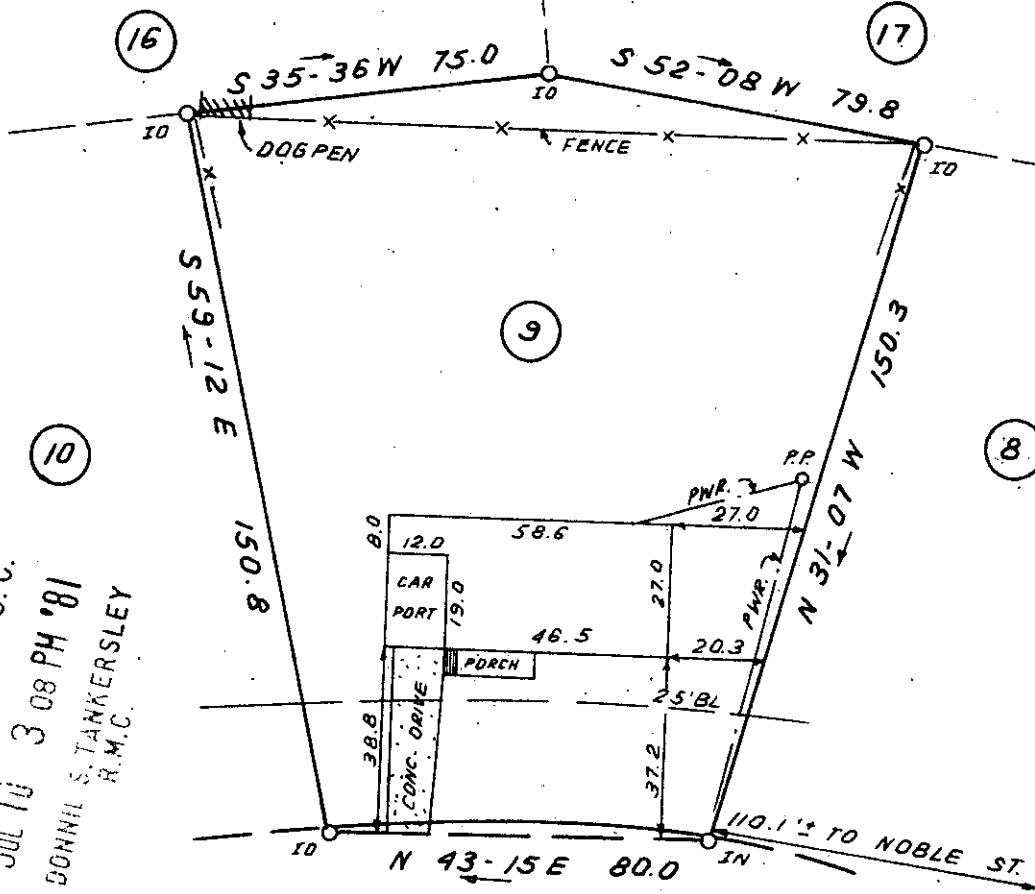 16
17
S 35-36 W 75.0
S 52-08 W 79.8
IO
IO
IO
DOG PEN
FENCE
S 59-12 E 150.8
9
N 31-07 W 150.3
10
8
P.P.
PWR.
27.0
58.6
8.0
12.0
CAR
PORT
19.0
27.0
PWR.
46.5
20.3
PORCH
25' BL
38.8
CONC. DRIVE
37.2
110.1'± TO NOBLE ST.
IO
IN
N 43-15 E 80.0
JUL 10 3 08 PM '81
DONNIE S. TANKERSLEY
R.M.C.